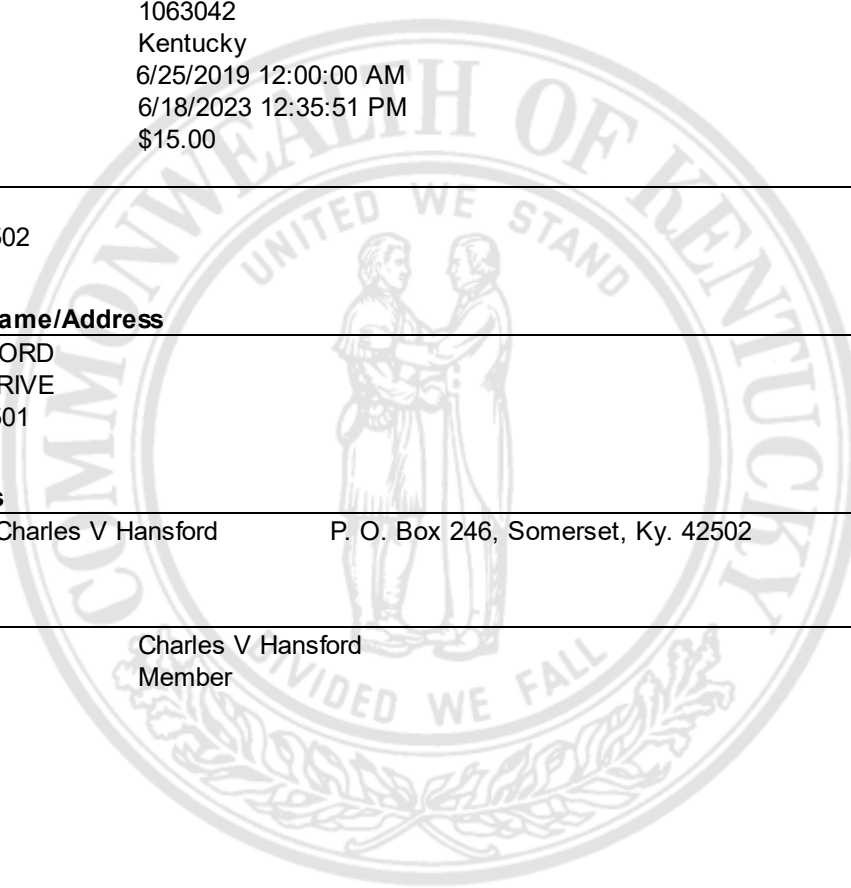 1063042
Kentucky
6/25/2019 12:00:00 AM
6/18/2023 12:35:51 PM
$15.00
502
ame/Address
ORD
RIVE
501
s
Charles V Hansford P. O. Box 246, Somerset, Ky. 42502
Charles V Hansford
Member
COMMONWEALTH OF KENTUCKY
UNITED WE STAND
DIVIDED WE FALL